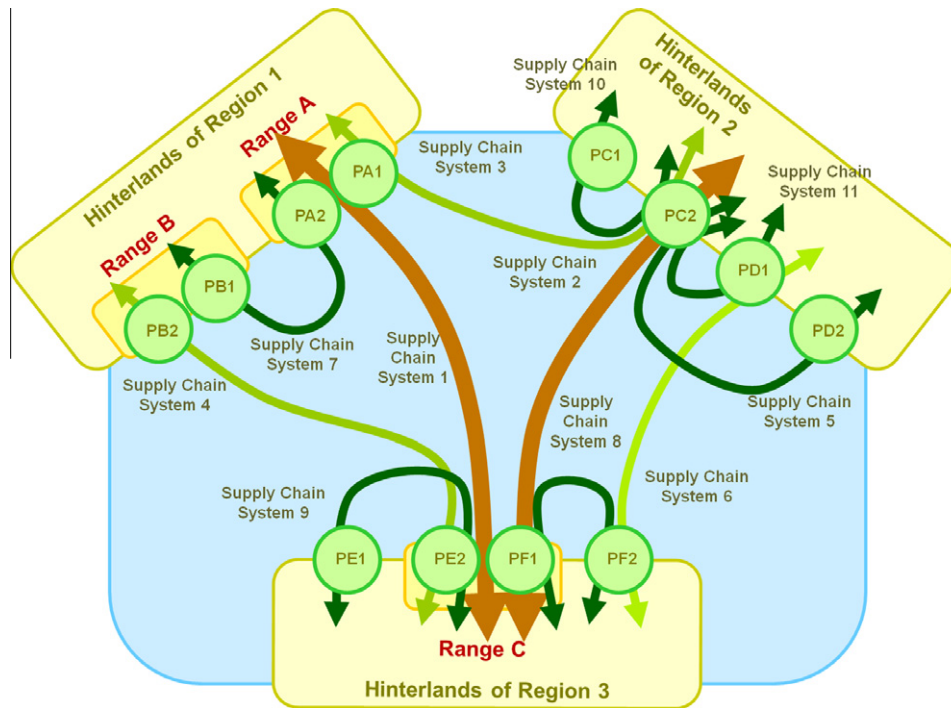 Hinterlands of Region 1
Range A
Range B
Hinterlands
of Region 2
Supply Chain
System 10
Supply Chain
System 3
Supply Chain
System 11
PC1
PA1
PA2
PC2
PD1
PB1
PB2
PD2
Supply Chain
System 2
Supply Chain
System 7
Supply
Chain
System 1
Supply Chain
System 4
Supply
Chain
System 8
Supply Chain
System 5
Supply Chain
System 9
Supply Chain
System 6
PE1
PE2
PF1
PF2
Range C
Hinterlands of Region 3